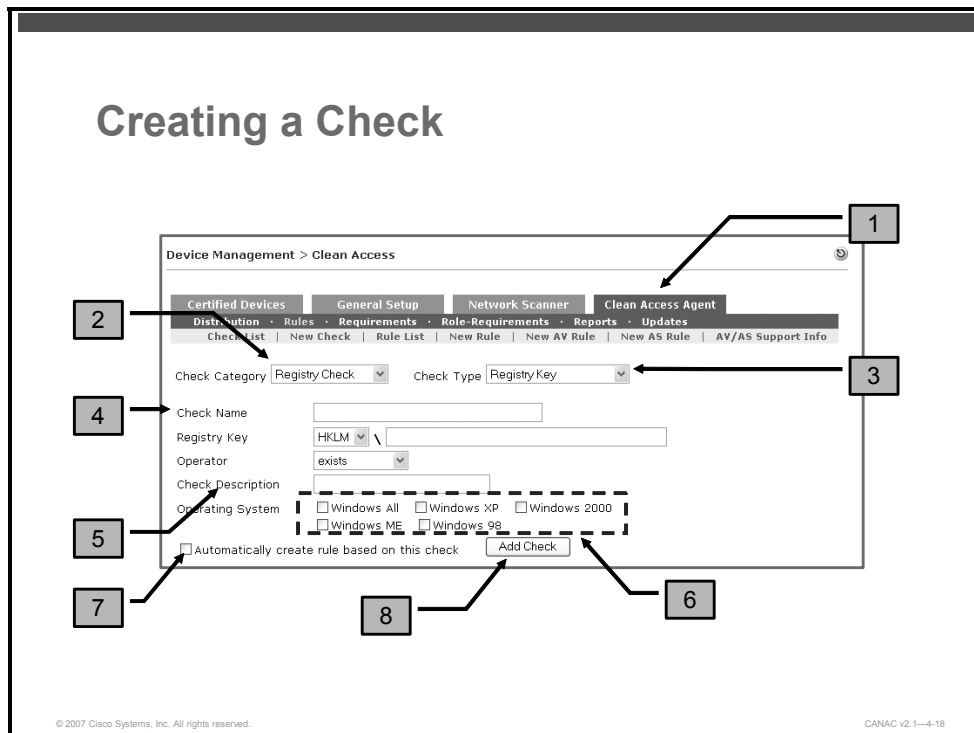 Creating a Check
1
Device Management > Clean Access
Certified Devices General Setup Network Scanner Clean Access Agent
2
Distribution · Rules · Requirements · Role-Requirements · Reports · Updates
Check List | New Check | Rule List | New Rule | New AV Rule | New AS Rule | AV/AS Support Info
Check Category Registry Check Check Type Registry Key
3
4
Check Name
Registry Key HKLM \
Operator exists
Check Description
5
Operating System Windows All Windows XP Windows 2000
Windows ME Windows 98
Automatically create rule based on this check Add Check
7
8
6
© 2007 Cisco Systems, Inc. All rights reserved. CANAC v2.1—4-18